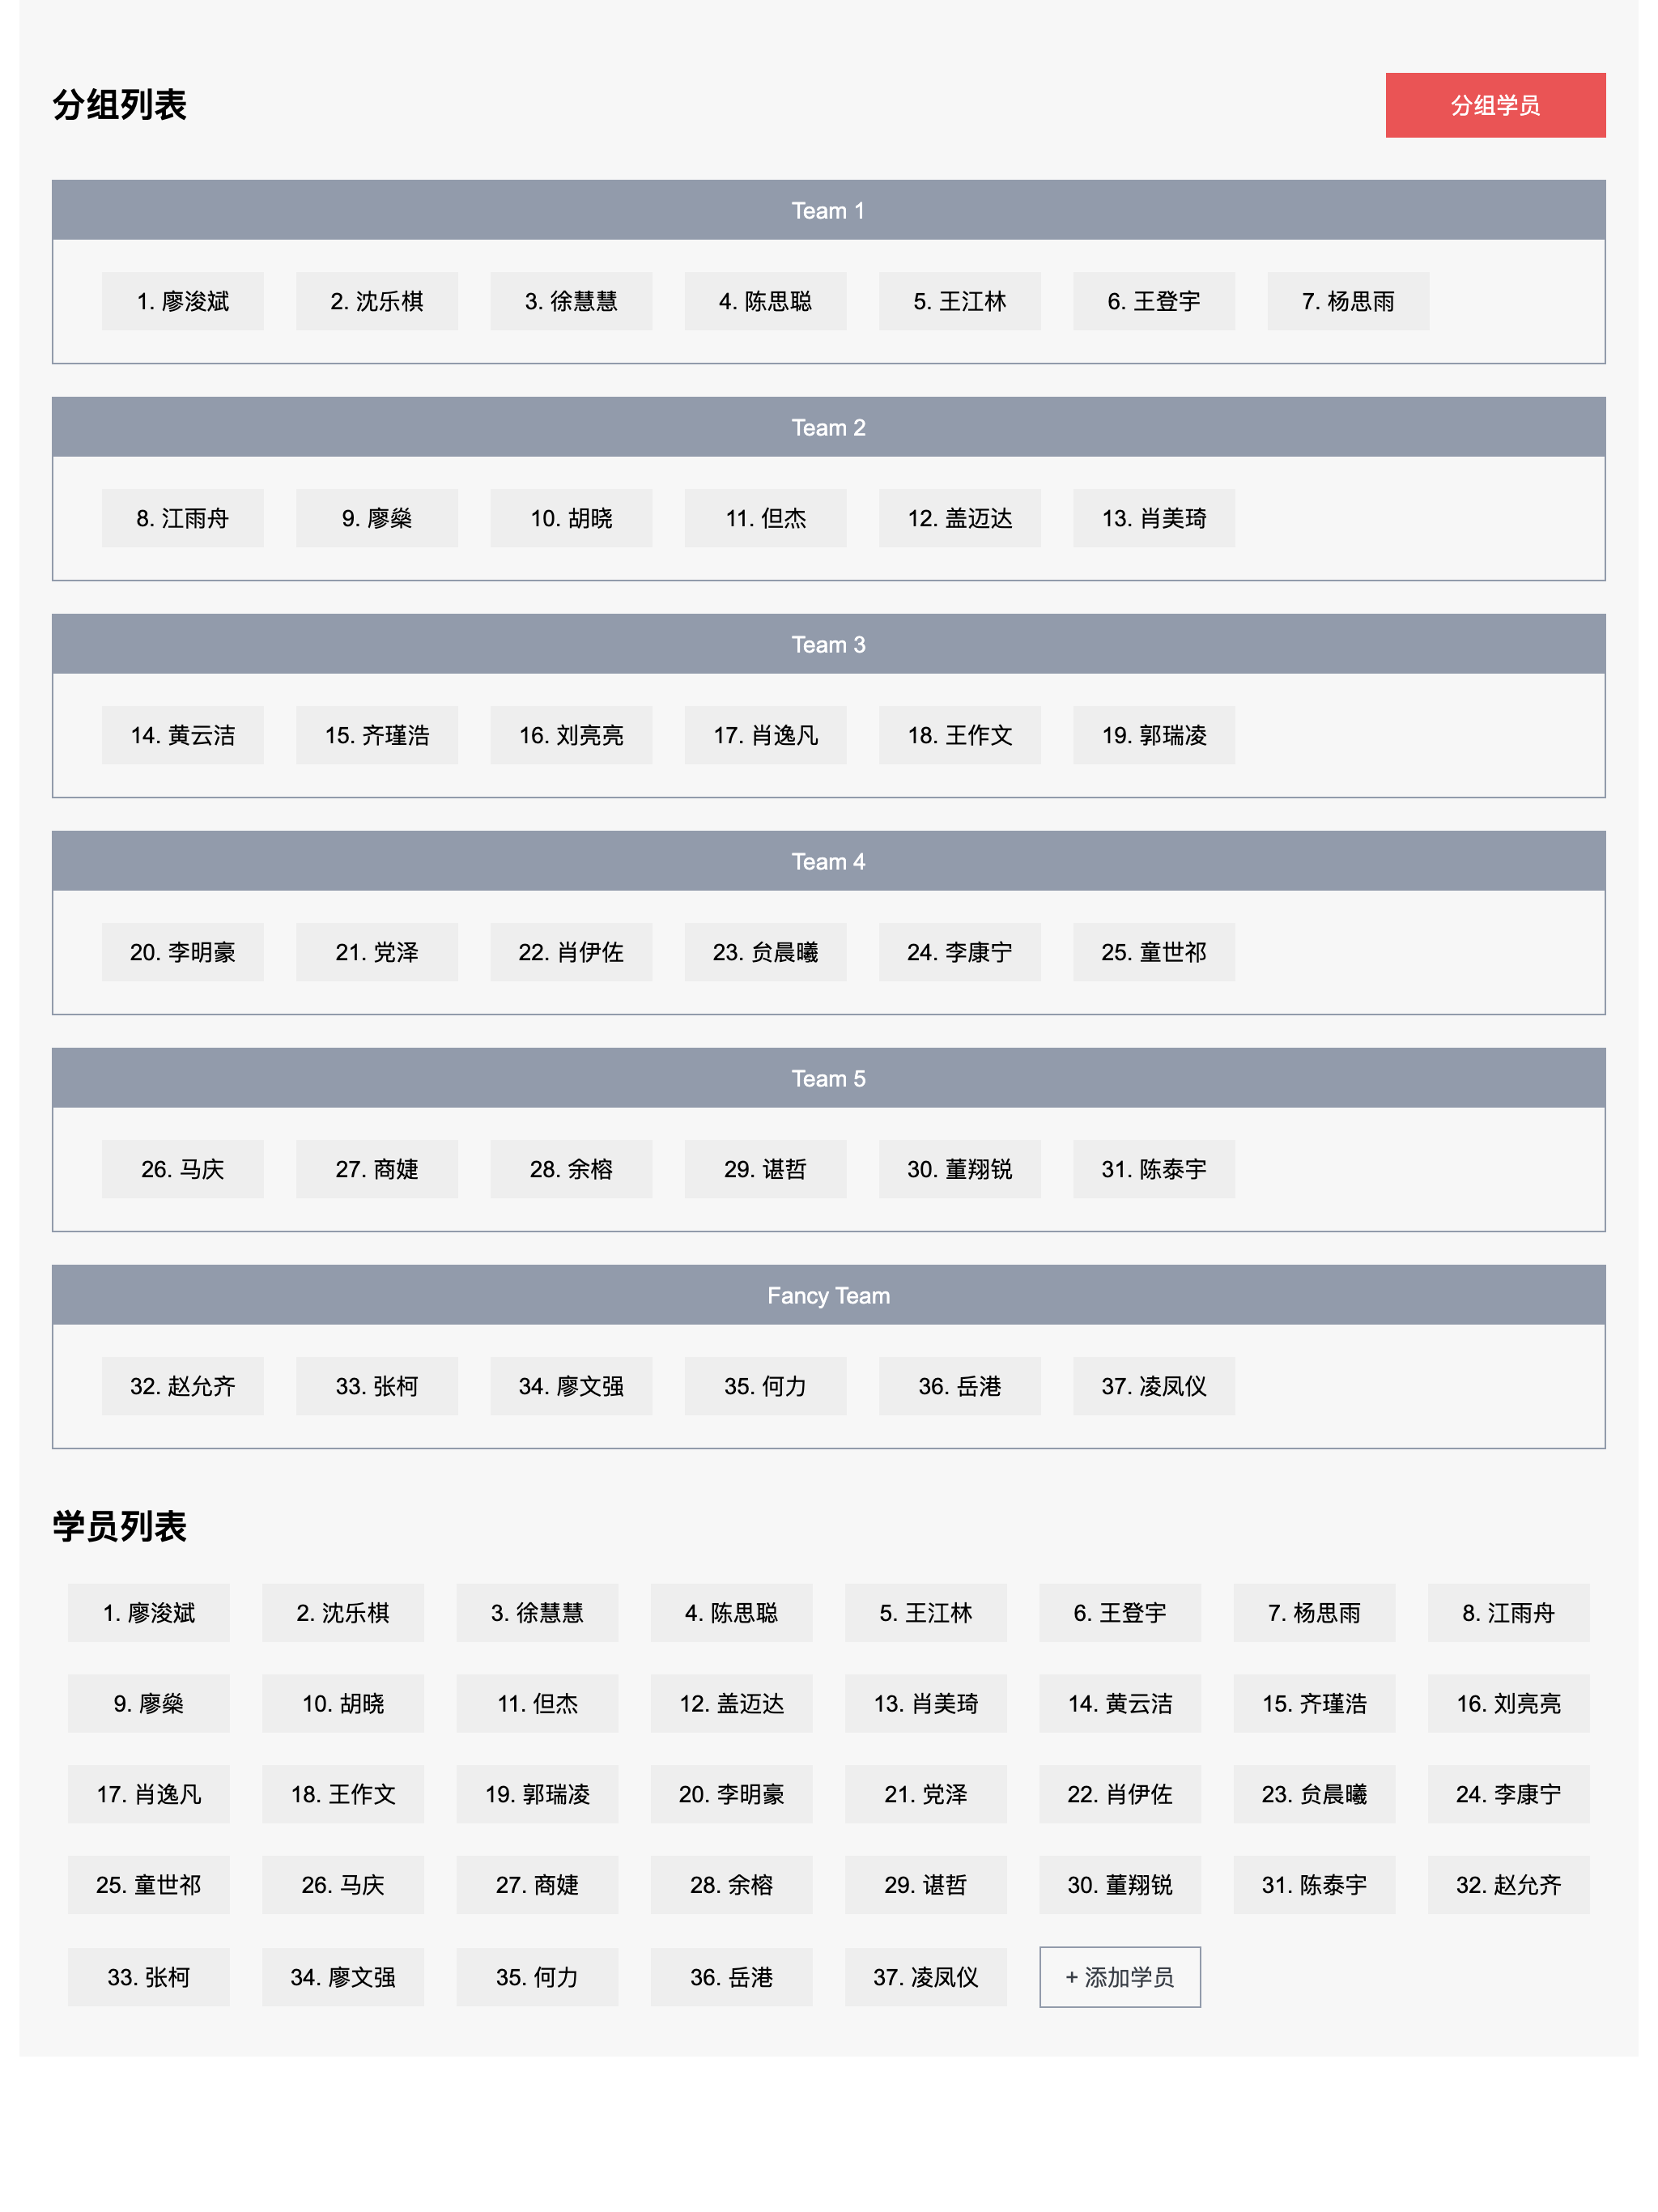 分组列表
分组学员
Team 1
1. 廖浚斌 2. 沈乐棋 3. 徐慧慧 4. 陈思聪 5. 王江林 6. 王登宇 7. 杨思雨
Team 2
8. 江雨舟 9. 廖燊 10. 胡晓 11. 但杰 12. 盖迈达 13. 肖美琦
Team 3
14. 黄云洁 15. 齐瑾浩 16. 刘亮亮 17. 肖逸凡 18. 王作文 19. 郭瑞凌
Team 4
20. 李明豪 21. 党泽 22. 肖伊佐 23. 贠晨曦 24. 李康宁 25. 童世祁
Team 5
26. 马庆 27. 商婕 28. 余榕 29. 谌哲 30. 董翔锐 31. 陈泰宇
Fancy Team
32. 赵允齐 33. 张柯 34. 廖文强 35. 何力 36. 岳港 37. 凌凤仪
学员列表
1. 廖浚斌 2. 沈乐棋 3. 徐慧慧 4. 陈思聪 5. 王江林 6. 王登宇 7. 杨思雨 8. 江雨舟
9. 廖燊 10. 胡晓 11. 但杰 12. 盖迈达 13. 肖美琦 14. 黄云洁 15. 齐瑾浩 16. 刘亮亮
17. 肖逸凡 18. 王作文 19. 郭瑞凌 20. 李明豪 21. 党泽 22. 肖伊佐 23. 贠晨曦 24. 李康宁
25. 童世祁 26. 马庆 27. 商婕 28. 余榕 29. 谌哲 30. 董翔锐 31. 陈泰宇 32. 赵允齐
33. 张柯 34. 廖文强 35. 何力 36. 岳港 37. 凌凤仪 + 添加学员